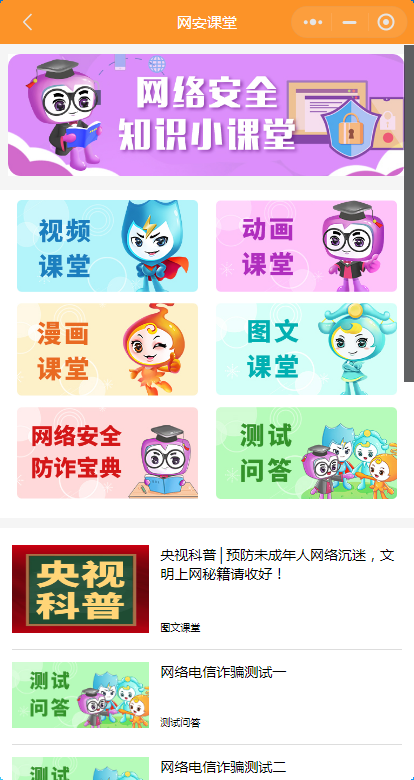 网安课堂
网络安全
知识小课堂
视频
课堂
动画
课堂
漫画
课堂
图文
课堂
网络安全
防诈宝典
测试
问答
央视
科普
央视科普|预防未成年人网络沉迷，文
明上网秘籍请收好！
图文课堂
测试
问答
网络电信诈骗测试一
测试问答
测试
网络电信诈骗测试二